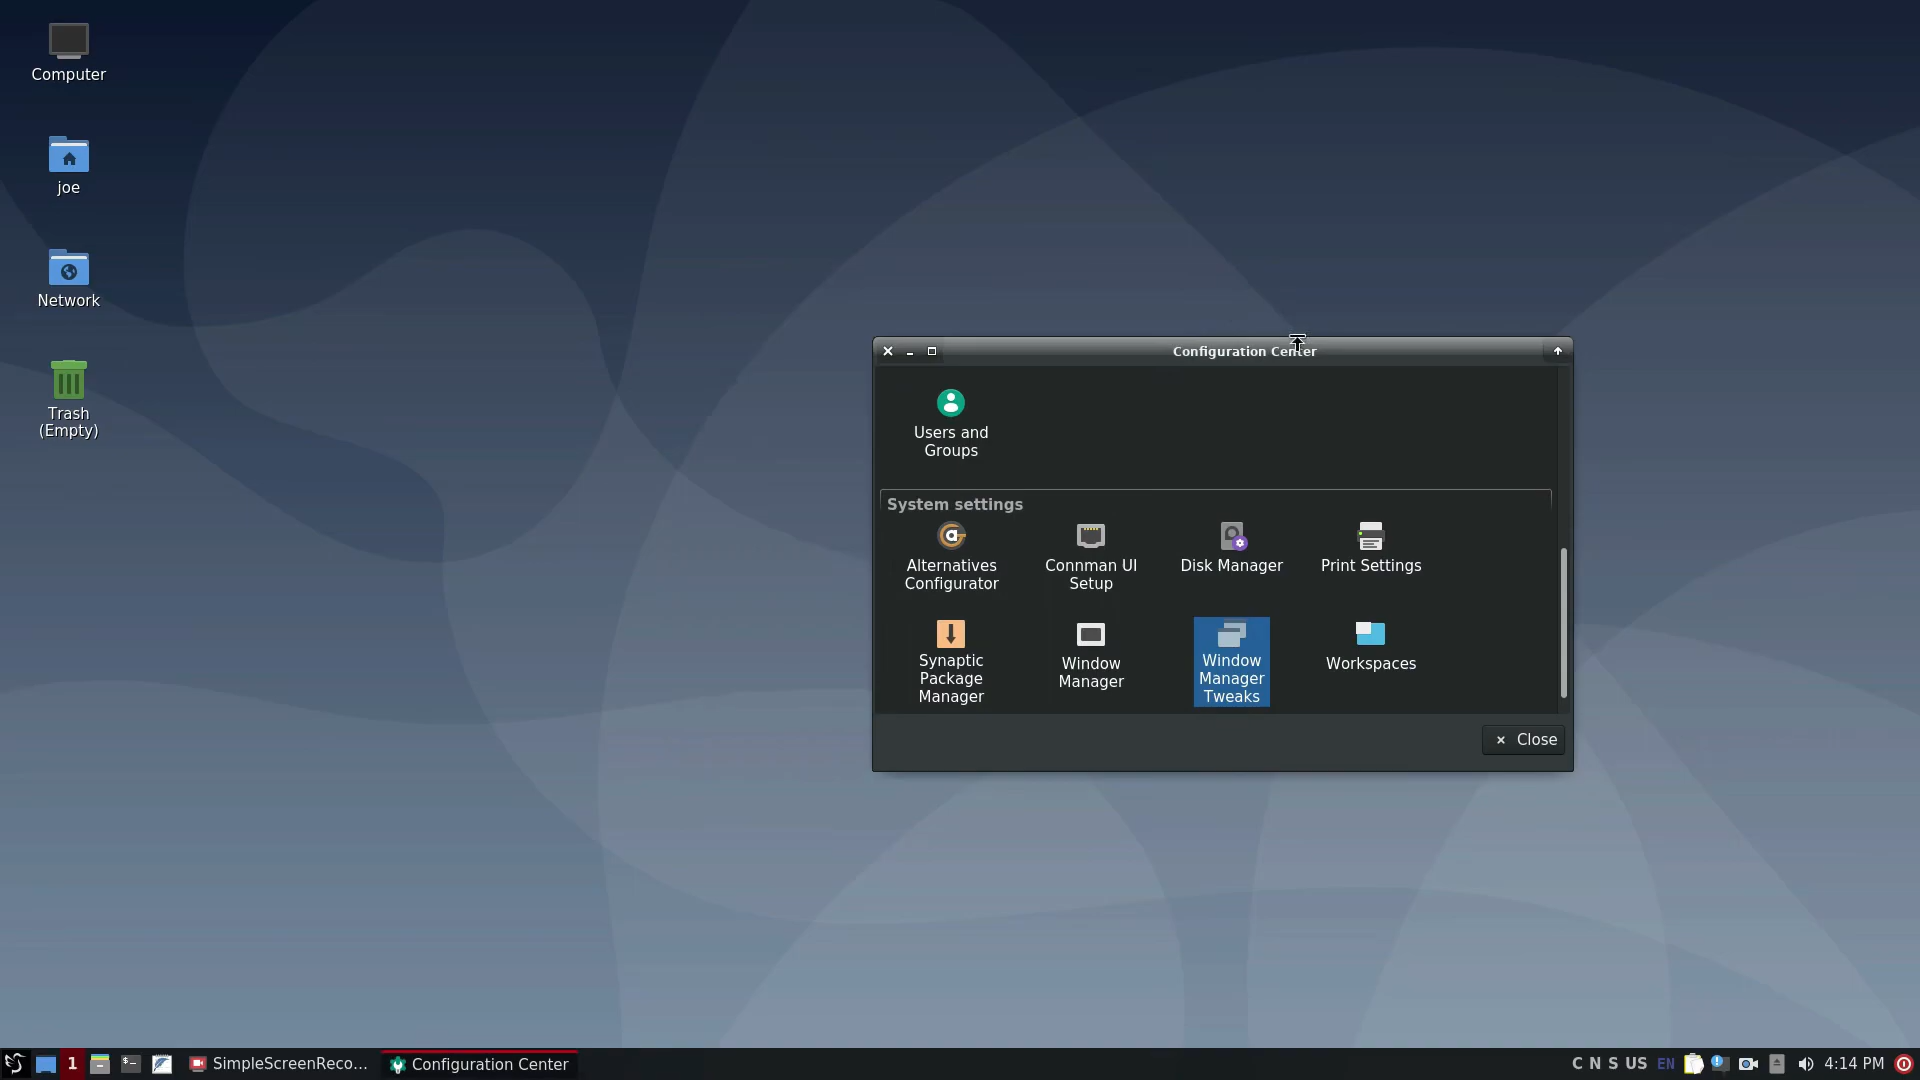 Computer
joe
Network
Trash
(Empty)
Configuration Center
Users and
Groups
System settings
Alternatives
Configurator
Connman UI
Setup
Disk Manager
Print Settings
Synaptic
Package
Manager
Window
Manager
Window
Manager
Tweaks
Workspaces
Close
1
SimpleScreenReco...
Configuration Center
C N S US EN 4:14 PM